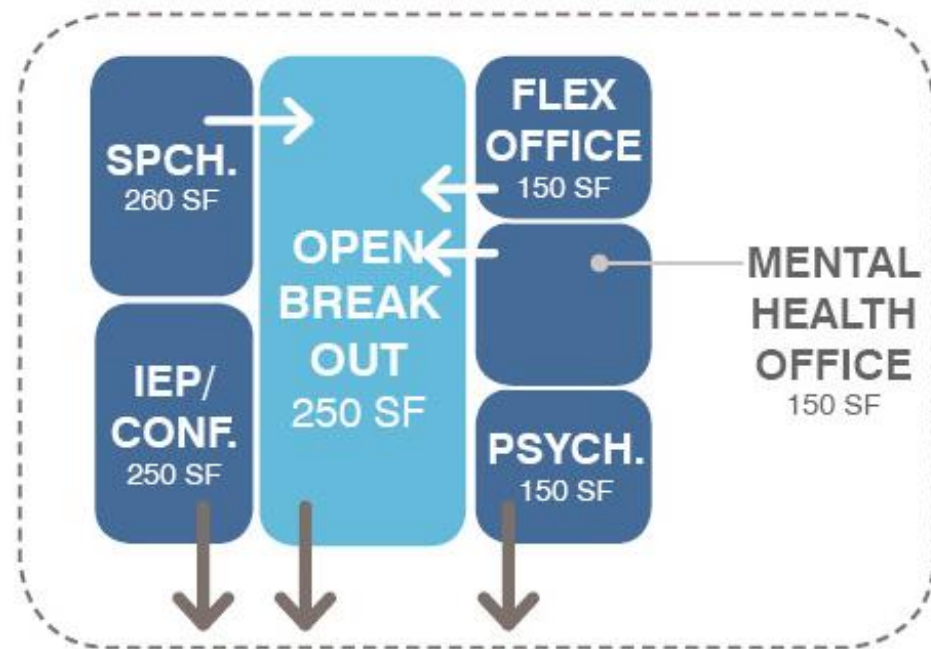 SPCH.
260 SF
IEP/
CONF.
250 SF
OPEN
BREAK
OUT
250 SF
FLEX
OFFICE
150 SF
MENTAL
HEALTH
OFFICE
150 SF
PSYCH.
150 SF